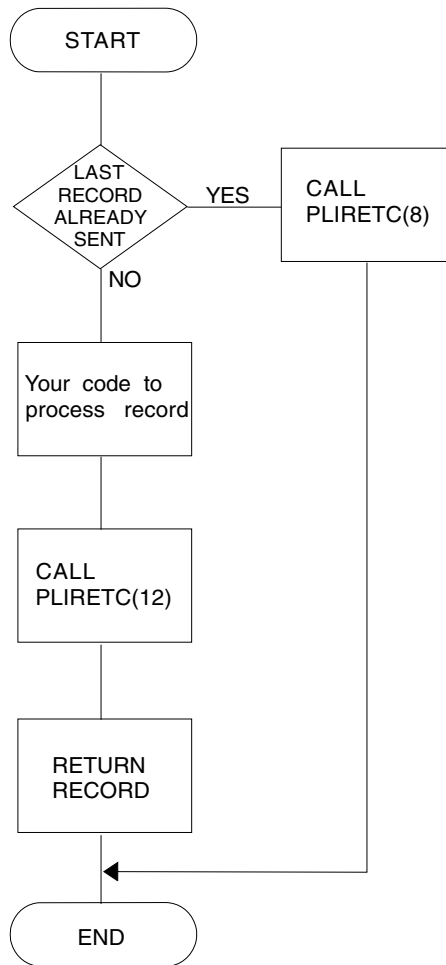 START
LAST
RECORD
ALREADY
SENT
YES
CALL
PLIRETC(8)
NO
Your code to
process record
CALL
PLIRETC(12)
RETURN
RECORD
END